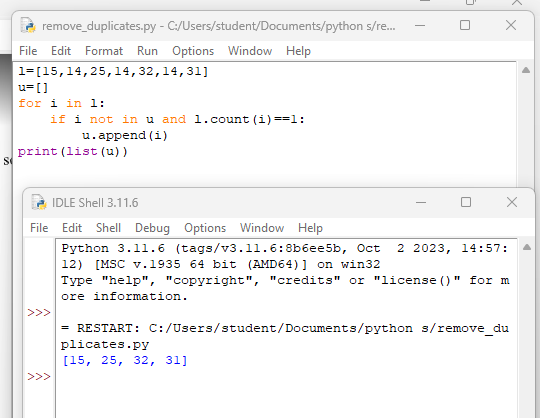 remove_duplicates.py - C:/Users/student/Documents/python s/re...
File Edit Format Run Options Window Help
l=[15,14,25,14,32,14,31]
u=[]
for i in l:
    if i not in u and l.count(i)==1:
        u.append(i)
print(list(u))
IDLE Shell 3.11.6
File Edit Shell Debug Options Window Help
Python 3.11.6 (tags/v3.11.6:8b6ee5b, Oct  2 2023, 14:57:
12) [MSC v.1935 64 bit (AMD64)] on win32
Type "help", "copyright", "credits" or "license()" for m
ore information.
>>>
= RESTART: C:/Users/student/Documents/python s/remove_du
plicates.py
[15, 25, 32, 31]
>>>